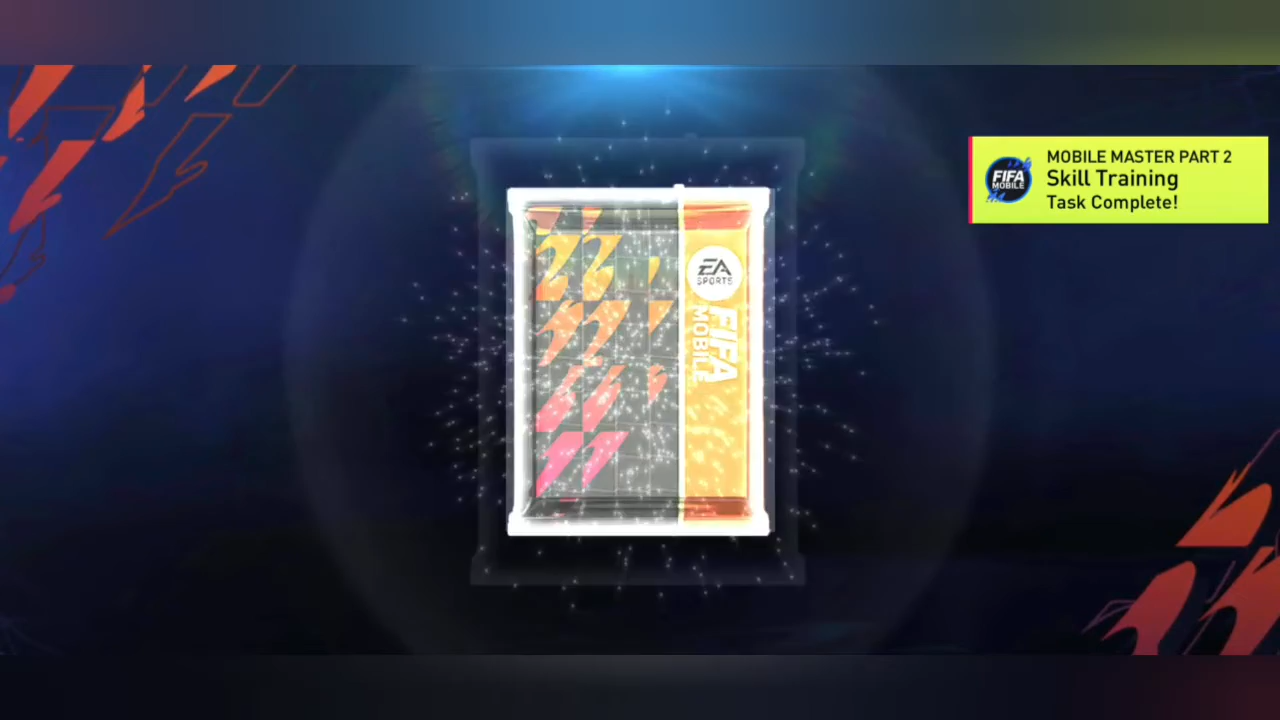 MOBILE MASTER PART 2
Skill Training
Task Complete!
FIFA
MOBILE
EA
SPORTS
FIFA
MOBILE